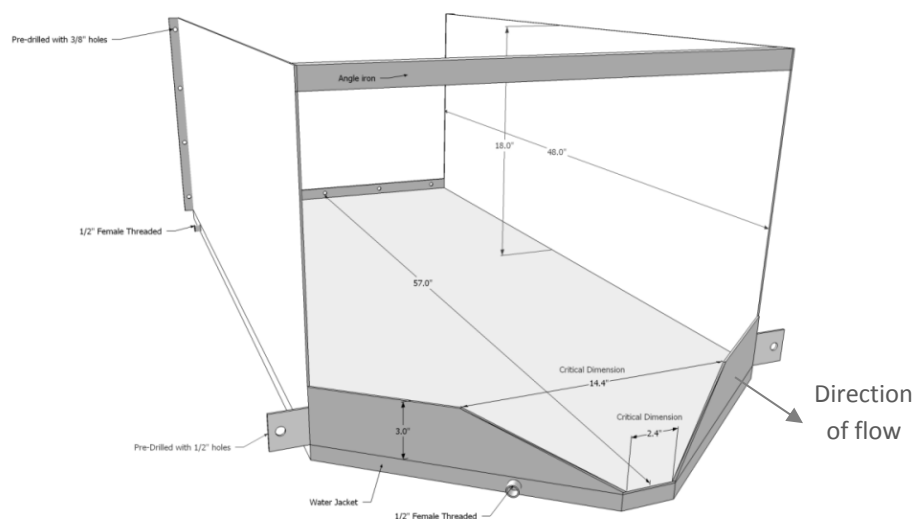 Pre-drilled with 3/8" holes
Angle iron
18.0"
48.0"
1/2" Female Threaded
57.0"
Critical Dimension
14.4"
Critical Dimension
2.4"
Direction
of flow
3.0"
Pre-Drilled with 1/2" holes
Water Jacket
1/2" Female Threaded